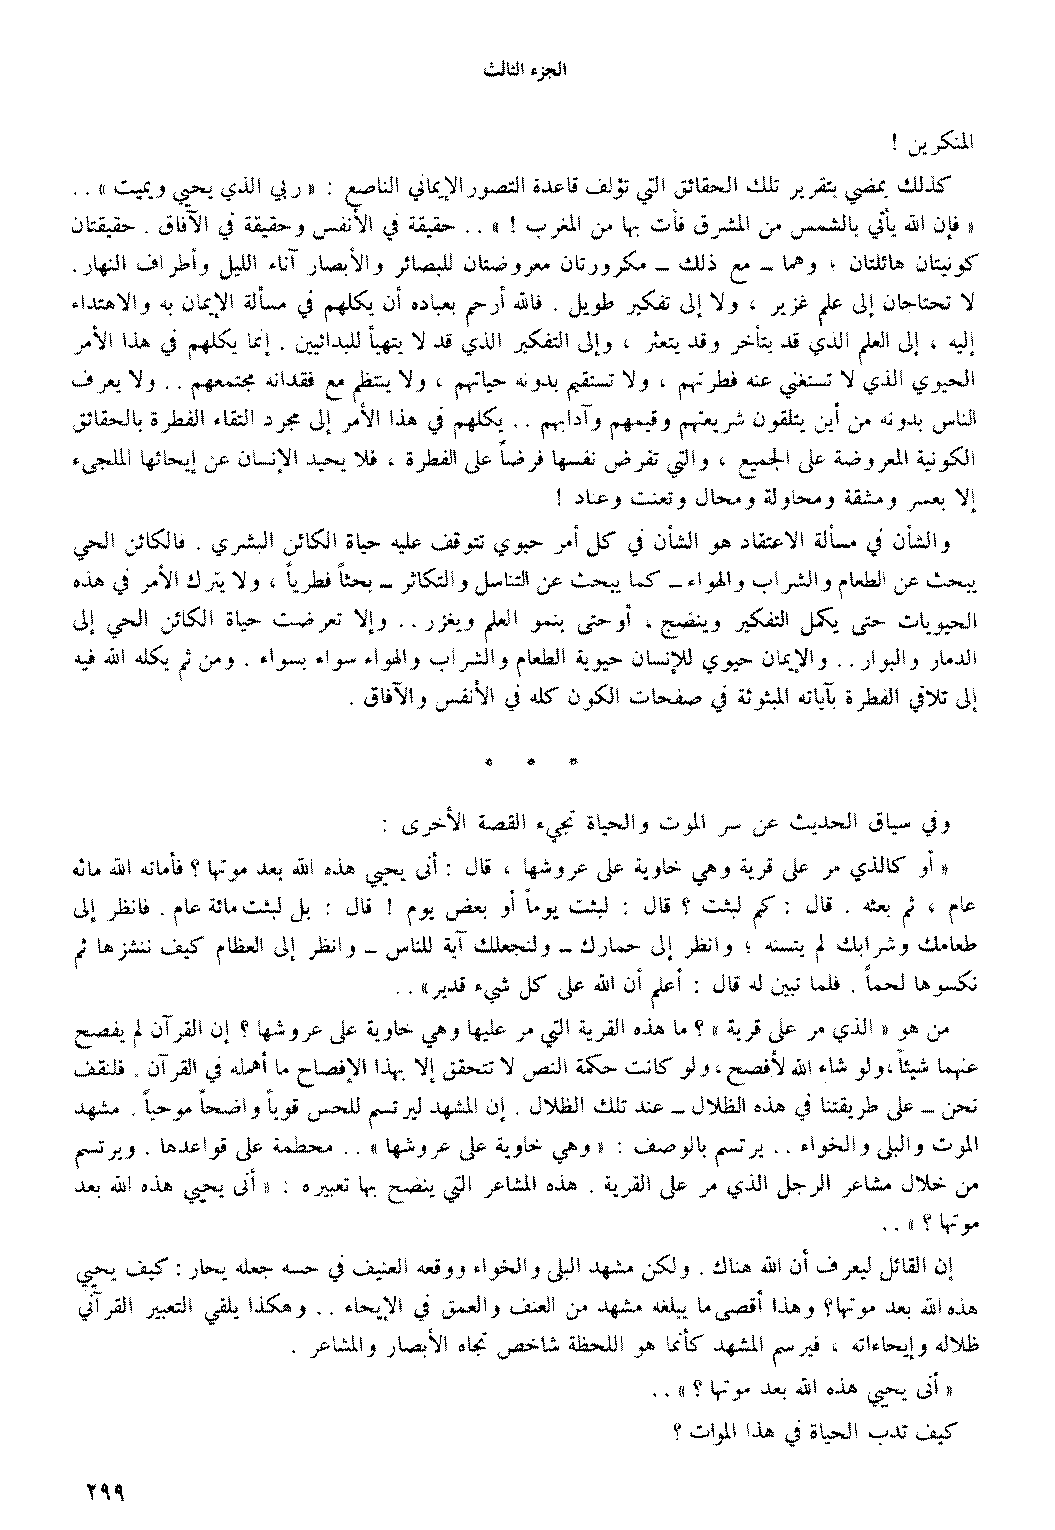 الجزء الثالث
المنكرين !
كذلك يمضي بتقرير تلك الحقائق التي تؤلف قاعدة التصور الإيماني الناصع : « ربي الذي يحيي ويميت » . .
« فإن الله يأتي بالشمس من المشرق فأت بها من المغرب ! » . . حقيقة في الأنفس وحقيقة في الآفاق . حقيقتان
كونيتان هائلتان ؛ وهما – مع ذلك – مكرورتان معروضتان للبصائر والأبصار آناء الليل وأطراف النهار .
لا تحتاجان إلى علم غزير ، ولا إلى تفكير طويل . فالله أرحم بعباده أن يكلهم في مسألة الإيمان به والاهتداء
إليه ، إلى العلم الذي قد يتأخر وقد يتعثر ، وإلى التفكير الذي قد لا يتهيأ للبدائيين . إنما يكلهم في هذا الأمر
الحيوي الذي لا تستغني عنه فطرتهم ، ولا تستقيم بدونه حياتهم ، ولا ينتظم مع فقدانه مجتمعهم . . ولا يعرف
الناس بدونه من أين يتلقون شريعتهم وقيمهم وآدابهم . . يكلهم في هذا الأمر إلى مجرد التقاء الفطرة بالحقائق
الكونية المعروضة على الجميع ، والتي تفرض نفسها فرضاً على الفطرة ، فلا يحيد الإنسان عن إيحائها الملجىء
إلا بعسر ومشقة ومحاولة ومحال وتعنت وعناد !
والشأن في مسألة الاعتقاد هو الشأن في كل أمر حيوي تتوقف عليه حياة الكائن البشري . فالكائن الحي
يبحث عن الطعام والشراب والهواء – كما يبحث عن التناسل والتكاثر – بحثاً فطرياً ، ولا يترك الأمر في هذه
الحيويات حتى يكمل التفكير وينضج ، أو حتى ينمو العلم ويغزر . . وإلا تعرضت حياة الكائن الحي إلى
الدمار والبوار . . والإيمان حيوي للإنسان حيوية الطعام والشراب والهواء سواء بسواء . ومن ثم يكله الله فيه
إلى تلاقي الفطرة بآياته المبثوثة في صفحات الكون كله في الأنفس والآفاق .
* * *
وفي سياق الحديث عن سر الموت والحياة تجيء القصة الأخرى :
« أو كالذي مر على قرية وهي خاوية على عروشها ، قال : أنى يحيي هذه الله بعد موتها ؟ فأماته الله مائة
عام ، ثم بعثه . قال : كم لبثت ؟ قال : لبثت يوماً أو بعض يوم ! قال : بل لبثت مائة عام . فانظر إلى
طعامك وشرابك لم يتسنه ؛ وانظر إلى حمارك – ولنجعلك آية للناس – وانظر إلى العظام كيف ننشزها ثم
نكسوها لحماً . فلما تبين له قال : أعلم أن الله على كل شيء قدير» . .
من هو « الذي مر على قرية » ؟ ما هذه القرية التي مر عليها وهي خاوية على عروشها ؟ إن القرآن لم يفصح
عنهما شيئاً ، ولو شاء الله لأفصح ، ولو كانت حكمة النص لا تتحقق إلا بهذا الإفصاح ما أهمله في القرآن . فلنقف
نحن – على طريقتنا في هذه الظلال – عند تلك الظلال . إن المشهد ليرتسم للحس قوياً واضحاً موحياً . مشهد
الموت والبلى والخواء . . يرتسم بالوصف : « وهي خاوية على عروشها » . . محطمة على قواعدها . ويرتسم
من خلال مشاعر الرجل الذي مر على القرية . هذه المشاعر التي ينضح بها تعبيره : « أنى يحيي هذه الله بعد
موتها ؟ » . .
إن القائل ليعرف أن الله هناك . ولكن مشهد البلى والخواء ووقعه العنيف في حسه جعله يحار : كيف يحيي
هذه الله بعد موتها؟ وهذا أقصى ما يبلغه مشهد من العنف والعمق في الإيحاء . . وهكذا يلقي التعبير القرآني
ظلاله وإيحاءاته ، فيرسم المشهد كأنما هو اللحظة شاخص تجاه الأبصار والمشاعر .
« أنى يحيي هذه الله بعد موتها ؟ » . .
كيف تدب الحياة في هذا الموات ؟
٢٩٩